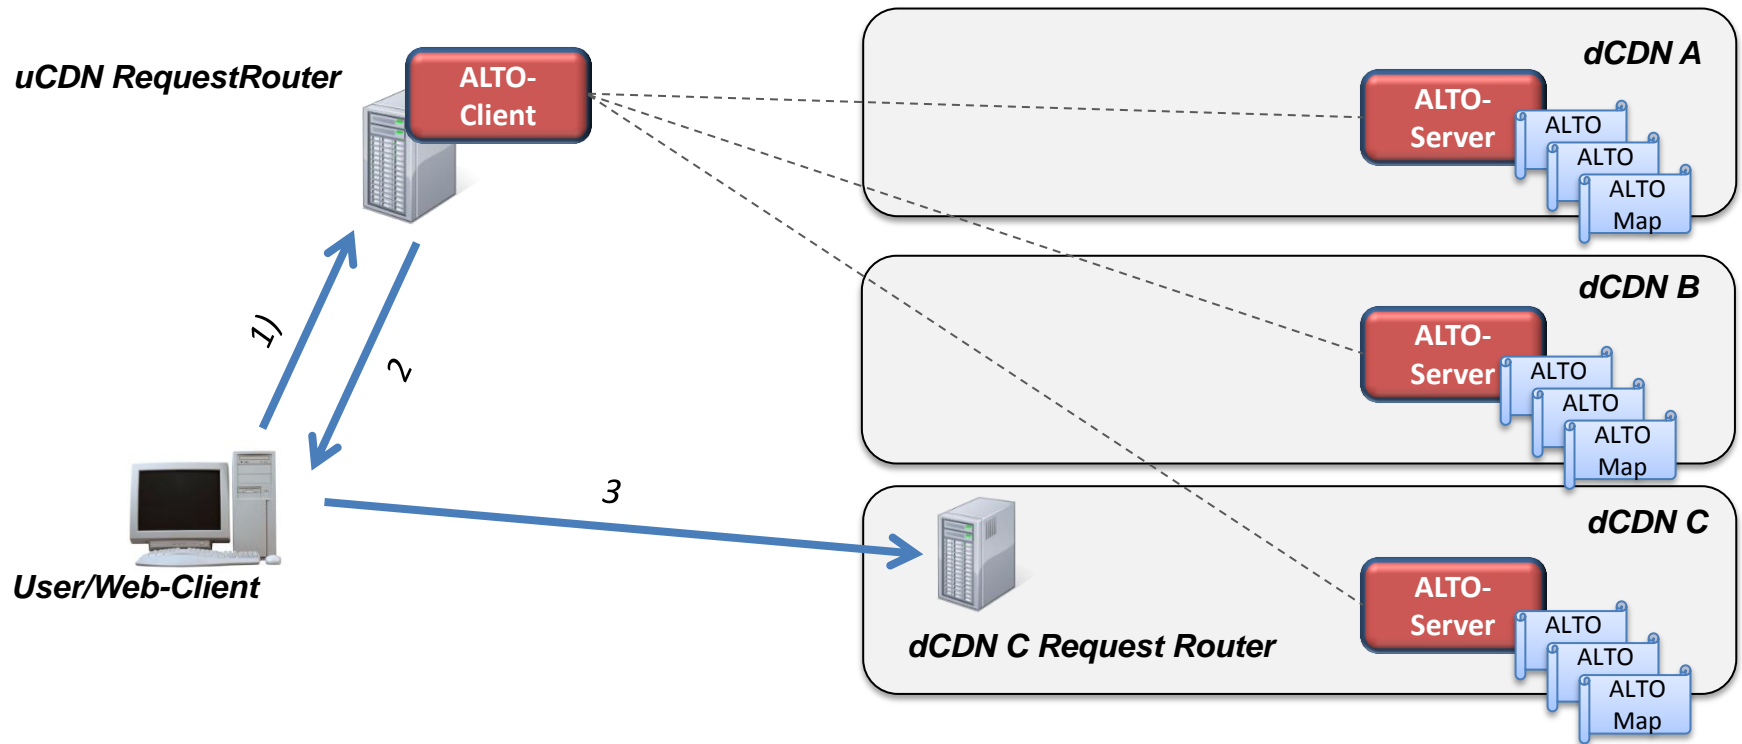 uCDN RequestRouter
ALTO-
Client
1)
2
User/Web-Client
3
dCDN A
ALTO-
Server
ALTO
ALTO
ALTO
Map
dCDN B
ALTO-
Server
ALTO
ALTO
ALTO
Map
dCDN C
dCDN C Request Router
ALTO-
Server
ALTO
ALTO
ALTO
Map